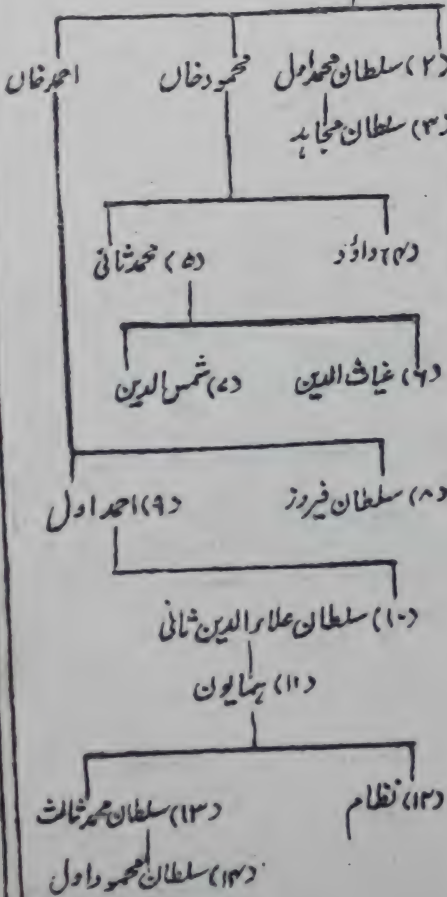 (۲) سلطان محمد اول محمود خاں احمد خاں
(۳) سلطان مجاہد
(۴) داؤد (۵) محمد ثانی
(۶) غیاث الدین (۷) شمس الدین
(۸) سلطان فیروز (۹) احمد اول
(۱۰) سلطان علاء الدین ثانی
(۱۱) ہمایون
(۱۲) نظام (۱۳) سلطان محمد ثالث
(۱۴) سلطان محمود اول